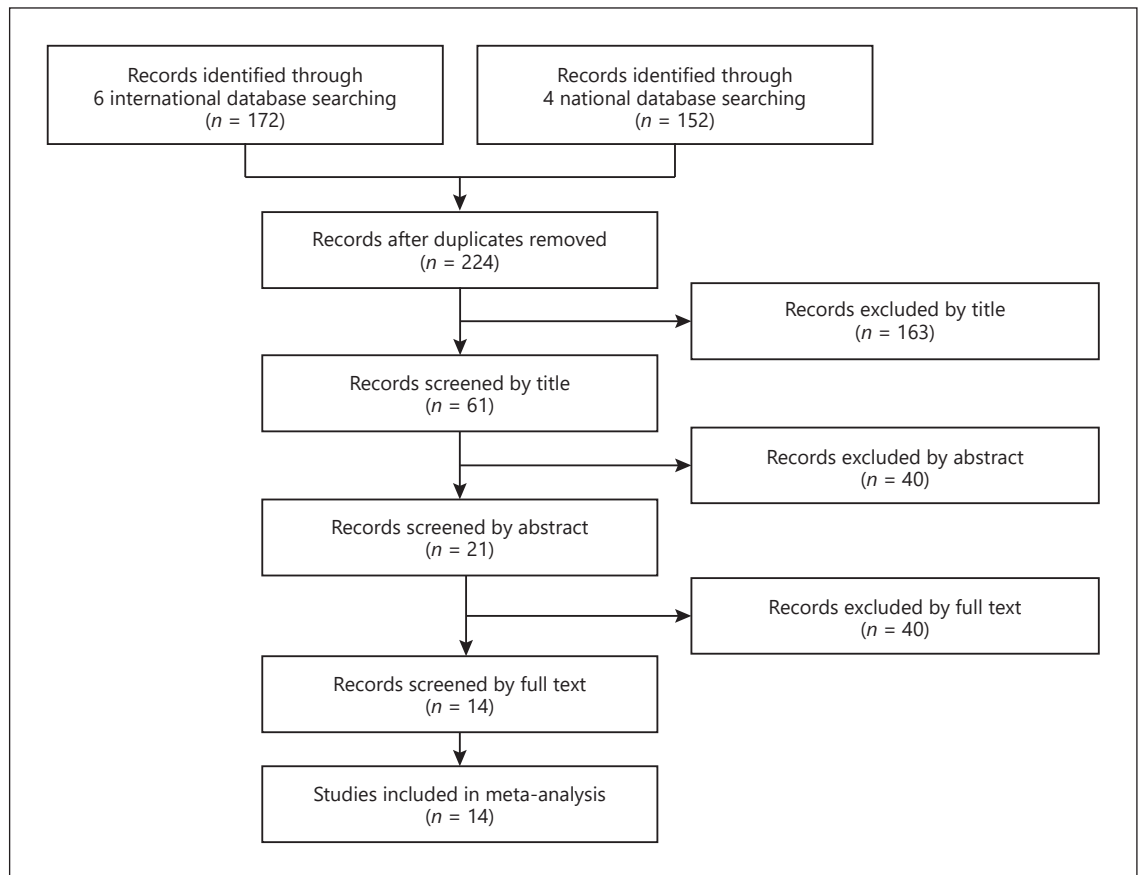 Records identified through
6 international database searching
(n = 172)
Records identified through
4 national database searching
(n = 152)
Records after duplicates removed
(n = 224)
Records excluded by title
(n = 163)
Records screened by title
(n = 61)
Records excluded by abstract
(n = 40)
Records screened by abstract
(n = 21)
Records excluded by full text
(n = 40)
Records screened by full text
(n = 14)
Studies included in meta-analysis
(n = 14)